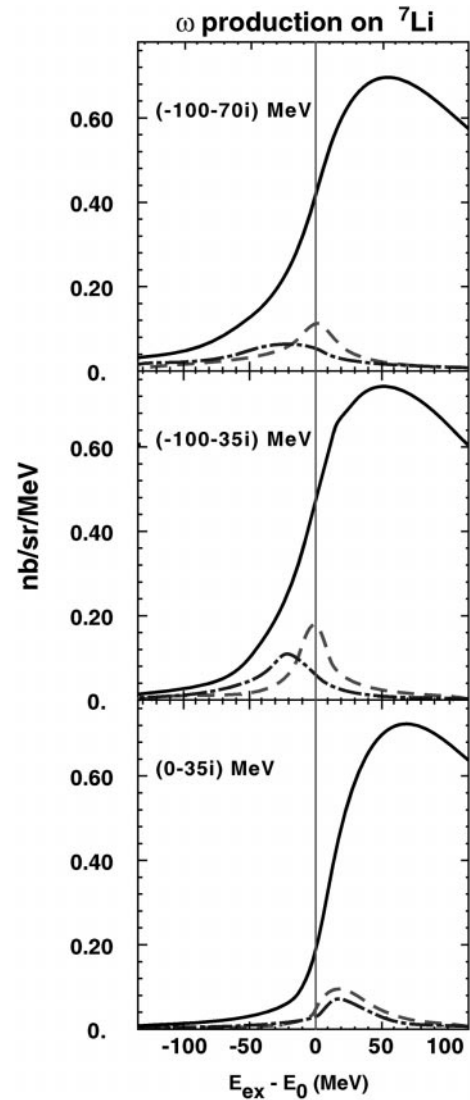 ω production on ⁷Li
(-100-70i) MeV
0.60
0.40
0.20
0.
(-100-35i) MeV
0.60
0.40
0.20
0.
(0-35i) MeV
0.60
0.40
0.20
0.
nb/sr/MeV
-100 -50 0 50 100
E_ex - E_0 (MeV)